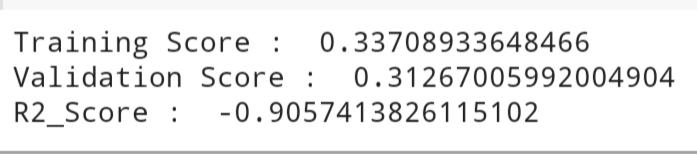 Training Score :  0.33708933648466
Validation Score :  0.31267005992004904
R2_Score :  -0.9057413826115102